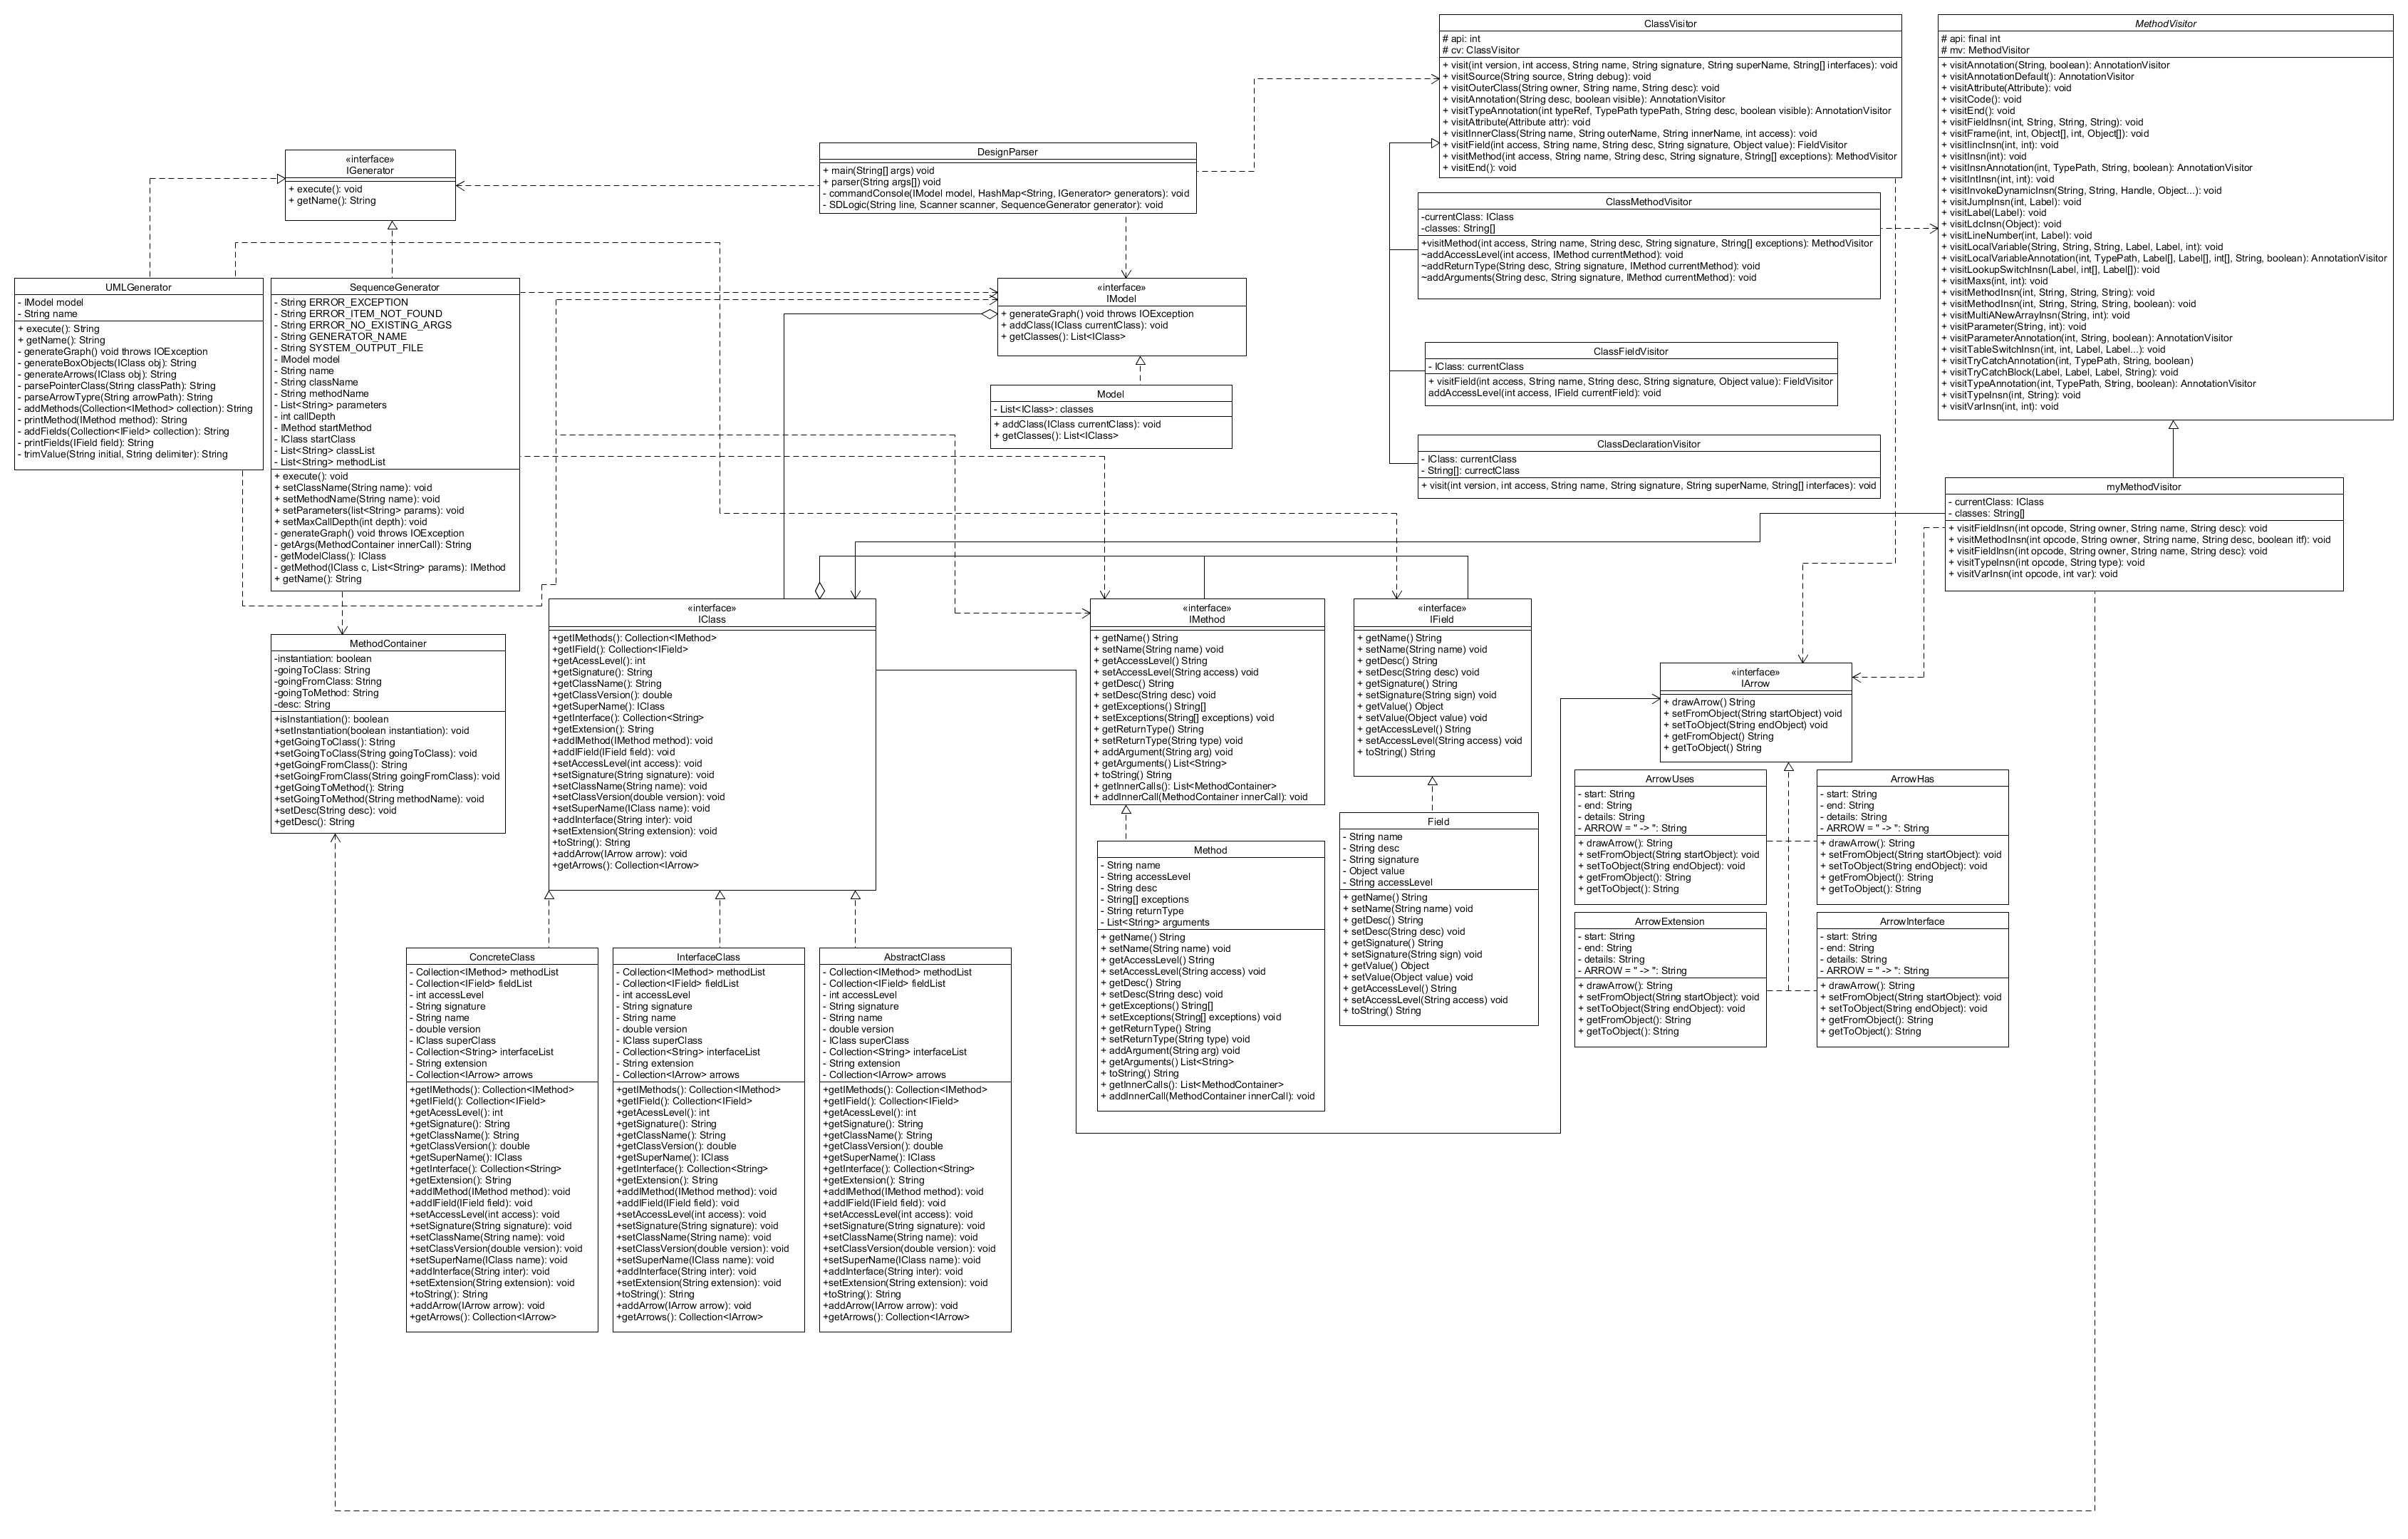 ClassVisitor
# api: int
# cv: ClassVisitor
+ visit(int version, int access, String name, String signature, String superName, String[] interfaces): void
+ visitSource(String source, String debug): void
+ visitOuterClass(String owner, String name, String desc): void
+ visitAnnotation(String desc, boolean visible): AnnotationVisitor
+ visitTypeAnnotation(int typeRef, TypePath typePath, String desc, boolean visible): AnnotationVisitor
+ visitAttribute(Attribute attr): void
+ visitInnerClass(String name, String outerName, String innerName, int access): void
+ visitField(int access, String name, String desc, String signature, Object value): FieldVisitor
+ visitMethod(int access, String name, String desc, String signature, String[] exceptions): MethodVisitor
+ visitEnd(): void
MethodVisitor
# api: final int
# mv: MethodVisitor
+ visitAnnotation(String, boolean): AnnotationVisitor
+ visitAnnotationDefault(): AnnotationVisitor
+ visitAttribute(Attribute): void
+ visitCode(): void
+ visitEnd(): void
+ visitFieldInsn(int, String, String, String): void
+ visitFrame(int, int, Object[], int, Object[]): void
+ visitIincInsn(int, int): void
+ visitInsn(int): void
+ visitInsnAnnotation(int, TypePath, String, boolean): AnnotationVisitor
+ visitIntInsn(int, int): void
+ visitInvokeDynamicInsn(String, String, Handle, Object...): void
+ visitJumpInsn(int, Label): void
+ visitLabel(Label): void
+ visitLdcInsn(Object): void
+ visitLineNumber(int, Label): void
+ visitLocalVariable(String, String, String, Label, Label, int): void
+ visitLocalVariableAnnotation(int, TypePath, Label[], Label[], int[], String, boolean): AnnotationVisitor
+ visitLookupSwitchInsn(Label, int[], Label[]): void
+ visitMaxs(int, int): void
+ visitMethodInsn(int, String, String, String): void
+ visitMethodInsn(int, String, String, String, boolean): void
+ visitMultiANewArrayInsn(String, int): void
+ visitParameter(String, int): void
+ visitParameterAnnotation(int, String, boolean): AnnotationVisitor
+ visitTableSwitchInsn(int, int, Label, Label...): void
+ visitTryCatchAnnotation(int, TypePath, String, boolean)
+ visitTryCatchBlock(Label, Label, Label, String): void
+ visitTypeAnnotation(int, TypePath, String, boolean): AnnotationVisitor
+ visitTypeInsn(int, String): void
+ visitVarInsn(int, int): void
«interface»
IGenerator
+ execute(): void
+ getName(): String
DesignParser
+ main(String[] args) void
+ parser(String args[]) void
- commandConsole(IModel model, HashMap<String, IGenerator> generators): void
- SDLogic(String line, Scanner scanner, SequenceGenerator generator): void
ClassMethodVisitor
-currentClass: IClass
-classes: String[]
+visitMethod(int access, String name, String desc, String signature, String[] exceptions): MethodVisitor
~addAccessLevel(int access, IMethod currentMethod): void
~addReturnType(String desc, String signature, IMethod currentMethod): void
~addArguments(String desc, String signature, IMethod currentMethod): void
UMLGenerator
- IModel model
- String name
+ execute(): String
+ getName(): String
- generateGraph() void throws IOException
- generateBoxObjects(IClass obj): String
- generateArrows(IClass obj): String
- parsePointerClass(String classPath): String
- parseArrowTypre(String arrowPath): String
- addMethods(Collection<IMethod> collection): String
- printMethod(IMethod method): String
- addFields(Collection<IField> collection): String
- printFields(IField field): String
- trimValue(String initial, String delimiter): String
SequenceGenerator
- String ERROR_EXCEPTION
- String ERROR_ITEM_NOT_FOUND
- String ERROR_NO_EXISTING_ARGS
- String GENERATOR_NAME
- String SYSTEM_OUTPUT_FILE
- IModel model
- String name
- String className
- String methodName
- List<String> parameters
- int callDepth
- IMethod startMethod
- IClass startClass
- List<String> classList
- List<String> methodList
+ execute(): void
+ setClassName(String name): void
+ setMethodName(String name): void
+ setParameters(list<String> params): void
+ setMaxCallDepth(int depth): void
- generateGraph() void throws IOException
- getArgs(MethodContainer innerCall): String
- getModelClass(): IClass
- getMethod(IClass c, List<String> params): IMethod
+ getName(): String
«interface»
IModel
+ generateGraph() void throws IOException
+ addClass(IClass currentClass): void
+ getClasses(): List<IClass>
Model
- List<IClass>: classes
+ addClass(IClass currentClass): void
+ getClasses(): List<IClass>
ClassFieldVisitor
- IClass: currentClass
+ visitField(int access, String name, String desc, String signature, Object value): FieldVisitor
addAccessLevel(int access, IField currentField): void
ClassDeclarationVisitor
- IClass: currentClass
- String[]: currectClass
+ visit(int version, int access, String name, String signature, String superName, String[] interfaces): void
myMethodVisitor
- currentClass: IClass
- classes: String[]
+ visitFieldInsn(int opcode, String owner, String name, String desc): void
+ visitMethodInsn(int opcode, String owner, String name, String desc, boolean itf): void
+ visitFieldInsn(int opcode, String owner, String name, String desc): void
+ visitTypeInsn(int opcode, String type): void
+ visitVarInsn(int opcode, int var): void
MethodContainer
-instantiation: boolean
-goingToClass: String
-goingFromClass: String
-goingToMethod: String
-desc: String
+isInstantiation(): boolean
+setInstantiation(boolean instantiation): void
+getGoingToClass(): String
+setGoingToClass(String goingToClass): void
+getGoingFromClass(): String
+setGoingFromClass(String goingFromClass): void
+getGoingToMethod(): String
+setGoingToMethod(String methodName): void
+setDesc(String desc): void
+getDesc(): String
«interface»
IClass
+getIMethods(): Collection<IMethod>
+getIField(): Collection<IField>
+getAcessLevel(): int
+getSignature(): String
+getClassName(): String
+getClassVersion(): double
+getSuperName(): IClass
+getInterface(): Collection<String>
+getExtension(): String
+addIMethod(IMethod method): void
+addIField(IField field): void
+setAccessLevel(int access): void
+setSignature(String signature): void
+setClassName(String name): void
+setClassVersion(double version): void
+setSuperName(IClass name): void
+addInterface(String inter): void
+setExtension(String extension): void
+toString(): String
+addArrow(IArrow arrow): void
+getArrows(): Collection<IArrow>
«interface»
IMethod
+ getName() String
+ setName(String name) void
+ getAccessLevel() String
+ setAccessLevel(String access) void
+ getDesc() String
+ setDesc(String desc) void
+ getExceptions() String[]
+ setExceptions(String[] exceptions) void
+ getReturnType() String
+ setReturnType(String type) void
+ addArgument(String arg) void
+ getArguments() List<String>
+ toString() String
+ getInnerCalls(): List<MethodContainer>
+ addInnerCall(MethodContainer innerCall): void
«interface»
IField
+ getName() String
+ setName(String name) void
+ getDesc() String
+ setDesc(String desc) void
+ getSignature() String
+ setSignature(String sign) void
+ getValue() Object
+ setValue(Object value) void
+ getAccessLevel() String
+ setAccessLevel(String access) void
+ toString() String
«interface»
IArrow
+ drawArrow() String
+ setFromObject(String startObject) void
+ setToObject(String endObject) void
+ getFromObject() String
+ getToObject() String
ArrowUses
- start: String
- end: String
- details: String
- ARROW = " -> ": String
+ drawArrow(): String
+ setFromObject(String startObject): void
+ setToObject(String endObject): void
+ getFromObject(): String
+ getToObject(): String
ArrowHas
- start: String
- end: String
- details: String
- ARROW = " -> ": String
+ drawArrow(): String
+ setFromObject(String startObject): void
+ setToObject(String endObject): void
+ getFromObject(): String
+ getToObject(): String
Method
- String name
- String accessLevel
- String desc
- String[] exceptions
- String returnType
- List<String> arguments
+ getName() String
+ setName(String name) void
+ getAccessLevel() String
+ setAccessLevel(String access) void
+ getDesc() String
+ setDesc(String desc) void
+ getExceptions() String[]
+ setExceptions(String[] exceptions) void
+ getReturnType() String
+ setReturnType(String type) void
+ addArgument(String arg) void
+ getArguments() List<String>
+ toString() String
+ getInnerCalls(): List<MethodContainer>
+ addInnerCall(MethodContainer innerCall): void
Field
- String name
- String desc
- String signature
- Object value
- String accessLevel
+ getName() String
+ setName(String name) void
+ getDesc() String
+ setDesc(String desc) void
+ getSignature() String
+ setSignature(String sign) void
+ getValue() Object
+ setValue(Object value) void
+ getAccessLevel() String
+ setAccessLevel(String access) void
+ toString() String
ArrowExtension
- start: String
- end: String
- details: String
- ARROW = " -> ": String
+ drawArrow(): String
+ setFromObject(String startObject): void
+ setToObject(String endObject): void
+ getFromObject(): String
+ getToObject(): String
ArrowInterface
- start: String
- end: String
- details: String
- ARROW = " -> ": String
+ drawArrow(): String
+ setFromObject(String startObject): void
+ setToObject(String endObject): void
+ getFromObject(): String
+ getToObject(): String
ConcreteClass
- Collection<IMethod> methodList
- Collection<IField> fieldList
- int accessLevel
- String signature
- String name
- double version
- IClass superClass
- Collection<String> interfaceList
- String extension
- Collection<IArrow> arrows
+getIMethods(): Collection<IMethod>
+getIField(): Collection<IField>
+getAcessLevel(): int
+getSignature(): String
+getClassName(): String
+getClassVersion(): double
+getSuperName(): IClass
+getInterface(): Collection<String>
+getExtension(): String
+addIMethod(IMethod method): void
+addIField(IField field): void
+setAccessLevel(int access): void
+setSignature(String signature): void
+setClassName(String name): void
+setClassVersion(double version): void
+setSuperName(IClass name): void
+addInterface(String inter): void
+setExtension(String extension): void
+toString(): String
+addArrow(IArrow arrow): void
+getArrows(): Collection<IArrow>
InterfaceClass
- Collection<IMethod> methodList
- Collection<IField> fieldList
- int accessLevel
- String signature
- String name
- double version
- IClass superClass
- Collection<String> interfaceList
- String extension
- Collection<IArrow> arrows
+getIMethods(): Collection<IMethod>
+getIField(): Collection<IField>
+getAcessLevel(): int
+getSignature(): String
+getClassName(): String
+getClassVersion(): double
+getSuperName(): IClass
+getInterface(): Collection<String>
+getExtension(): String
+addIMethod(IMethod method): void
+addIField(IField field): void
+setAccessLevel(int access): void
+setSignature(String signature): void
+setClassName(String name): void
+setClassVersion(double version): void
+setSuperName(IClass name): void
+addInterface(String inter): void
+setExtension(String extension): void
+toString(): String
+addArrow(IArrow arrow): void
+getArrows(): Collection<IArrow>
AbstractClass
- Collection<IMethod> methodList
- Collection<IField> fieldList
- int accessLevel
- String signature
- String name
- double version
- IClass superClass
- Collection<String> interfaceList
- String extension
- Collection<IArrow> arrows
+getIMethods(): Collection<IMethod>
+getIField(): Collection<IField>
+getAcessLevel(): int
+getSignature(): String
+getClassName(): String
+getClassVersion(): double
+getSuperName(): IClass
+getInterface(): Collection<String>
+getExtension(): String
+addIMethod(IMethod method): void
+addIField(IField field): void
+setAccessLevel(int access): void
+setSignature(String signature): void
+setClassName(String name): void
+setClassVersion(double version): void
+setSuperName(IClass name): void
+addInterface(String inter): void
+setExtension(String extension): void
+toString(): String
+addArrow(IArrow arrow): void
+getArrows(): Collection<IArrow>